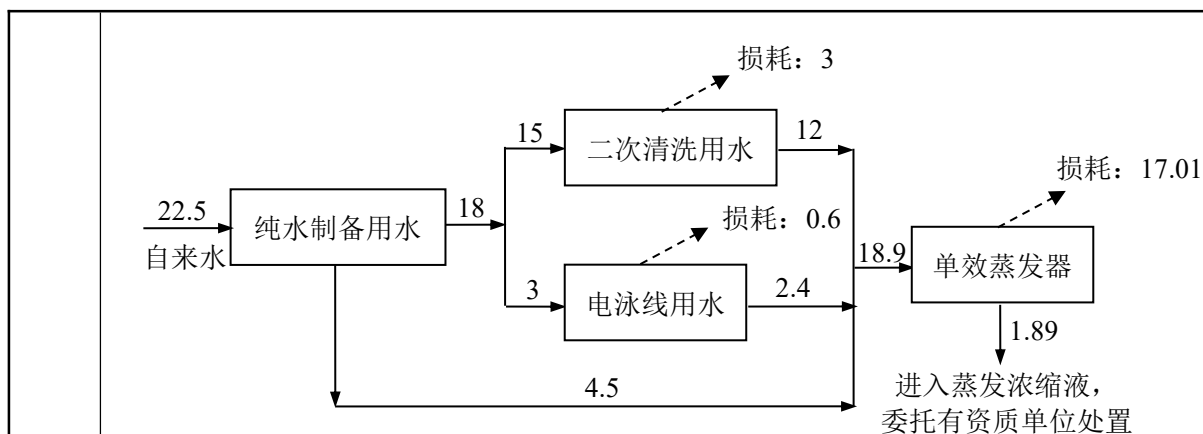 损耗：3
15
二次清洗用水
12
损耗：17.01
22.5
自来水
纯水制备用水
18
损耗：0.6
18.9
单效蒸发器
3
电泳线用水
2.4
1.89
4.5
进入蒸发浓缩液，
委托有资质单位处置